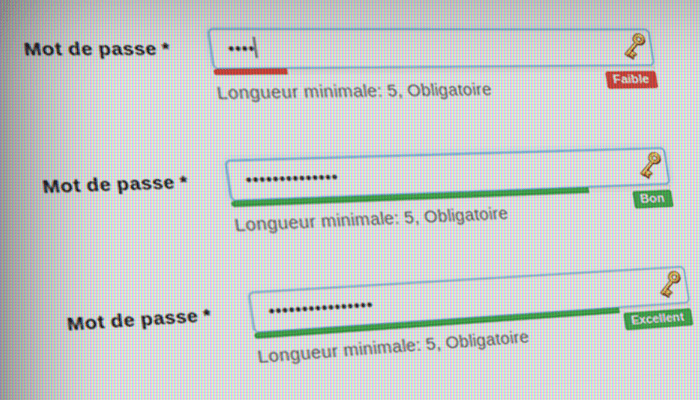 Mot de passe *
Faible
Longueur minimale: 5, Obligatoire
Mot de passe *
Bon
Longueur minimale: 5, Obligatoire
Mot de passe *
Excellent
Longueur minimale: 5, Obligatoire